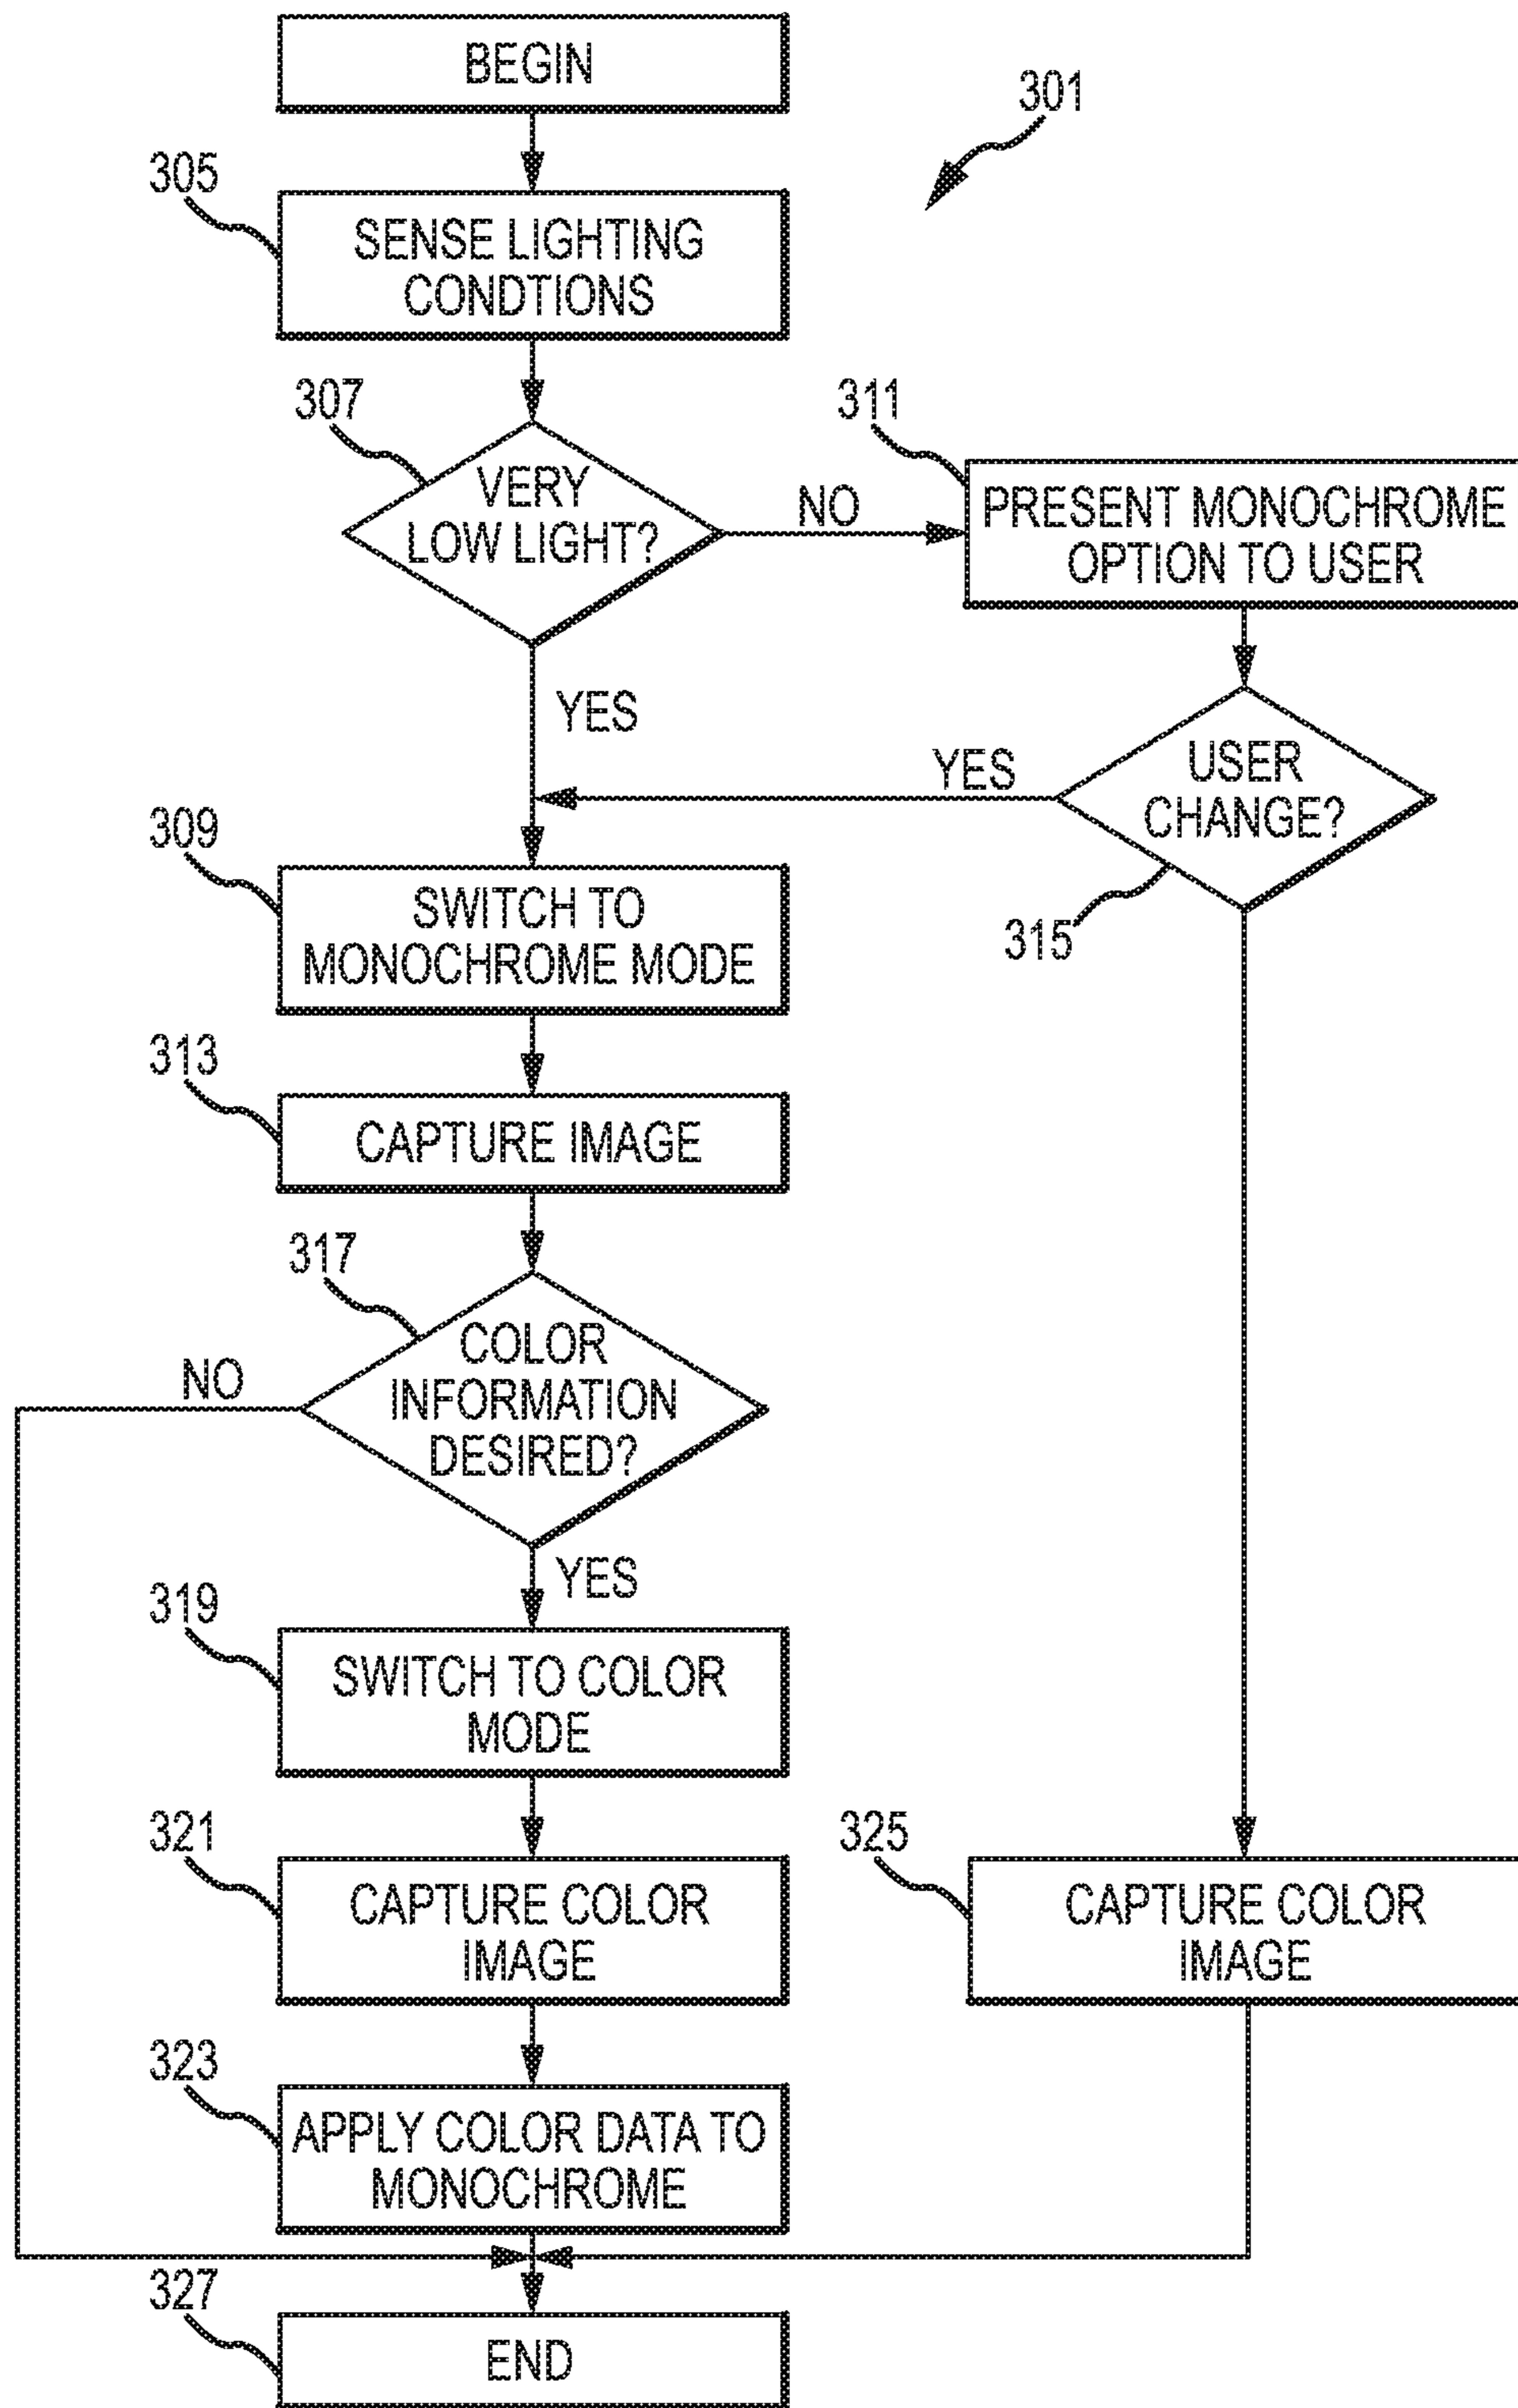 BEGIN
301
305
SENSE LIGHTING
CONDTIONS
307
VERY
LOW LIGHT?
NO
311
PRESENT MONOCHROME
OPTION TO USER
YES
YES
USER
CHANGE?
315
309
SWITCH TO
MONOCHROME MODE
313
CAPTURE IMAGE
317
NO
COLOR
INFORMATION
DESIRED?
YES
319
SWITCH TO COLOR
MODE
321
CAPTURE COLOR
IMAGE
325
CAPTURE COLOR
IMAGE
323
APPLY COLOR DATA TO
MONOCHROME
327
END